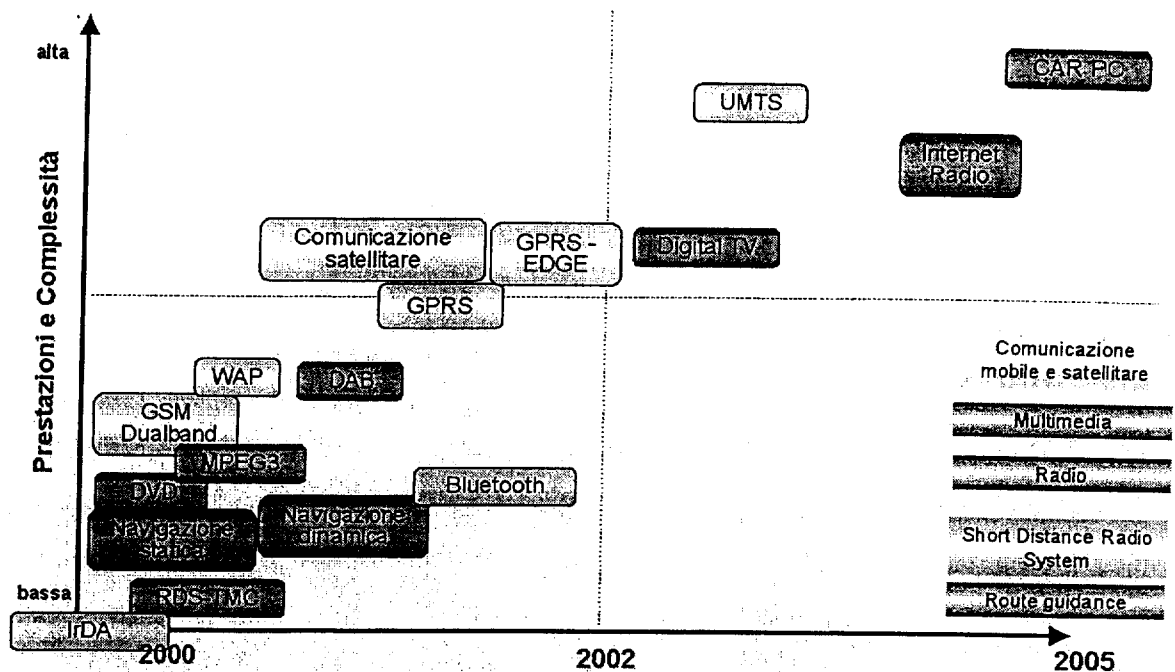 alta
CAR PC
UMTS
Internet
Radio
Comunicazione
satellitare
GPRS -
EDGE
Digital TV
GPRS
Prestazioni e Complessità
WAP
DAB
Comunicazione
mobile e satellitare
GSM
Dualband
Multimedia
MPEG3
DVD
Bluetooth
Radio
Navigazione
statica
Navigazione
dinamica
Short Distance Radio
System
bassa
RDS-TMC
Route guidance
IrDA
2000
2002
2005